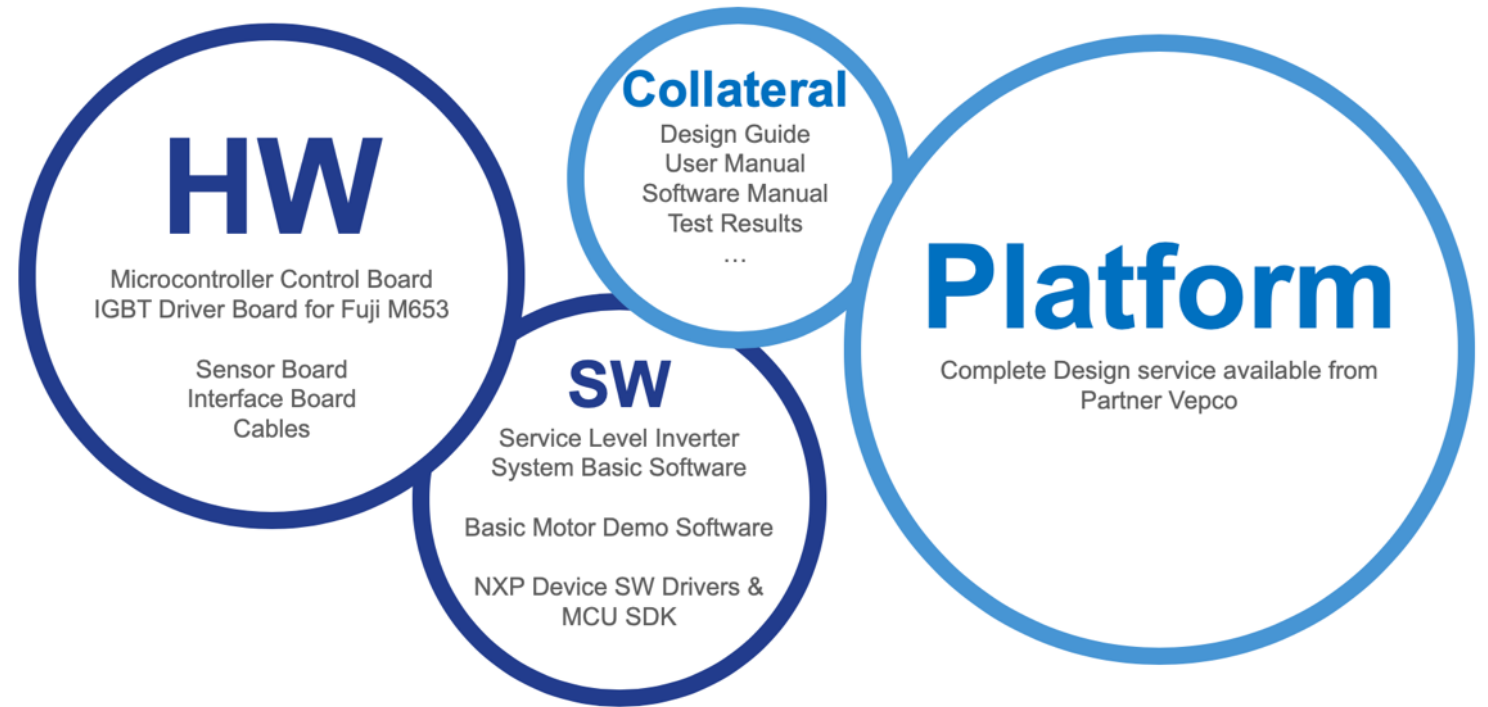 HW
Microcontroller Control Board
IGBT Driver Board for Fuji M653
Sensor Board
Interface Board
Cables
SW
Service Level Inverter
System Basic Software
Basic Motor Demo Software
NXP Device SW Drivers &
MCU SDK
Collateral
Design Guide
User Manual
Software Manual
Test Results
...
Platform
Complete Design service available from
Partner Vepco